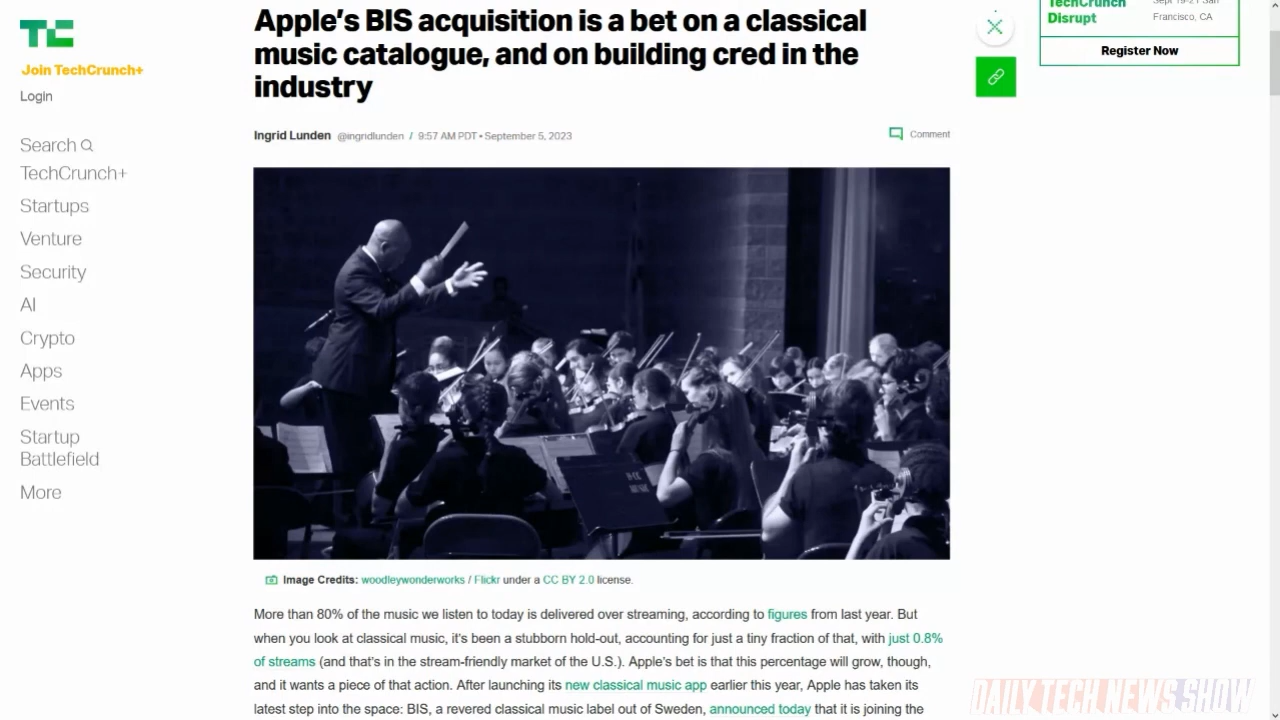 TC
Join TechCrunch+
Login
Search
TechCrunch+
Startups
Venture
Security
AI
Crypto
Apps
Events
Startup
Battlefield
More
Apple's BIS acquisition is a bet on a classical
music catalogue, and on building cred in the
industry
Ingrid Lunden @ingridlunden / 9:57 AM PDT • September 5, 2023
Comment
Image Credits: woodleywonderworks / Flickr under a CC BY 2.0 license.
More than 80% of the music we listen to today is delivered over streaming, according to figures from last year. But
when you look at classical music, it's been a stubborn hold-out, accounting for just a tiny fraction of that, with just 0.8%
of streams (and that's in the stream-friendly market of the U.S.). Apple's bet is that this percentage will grow, though,
and it wants a piece of that action. After launching its new classical music app earlier this year, Apple has taken its
latest step into the space: BIS, a revered classical music label out of Sweden, announced today that it is joining the
TechCrunch
Disrupt
Sept 19-21 San
Francisco, CA
Register Now
DAILY TECH NEWS SHOW